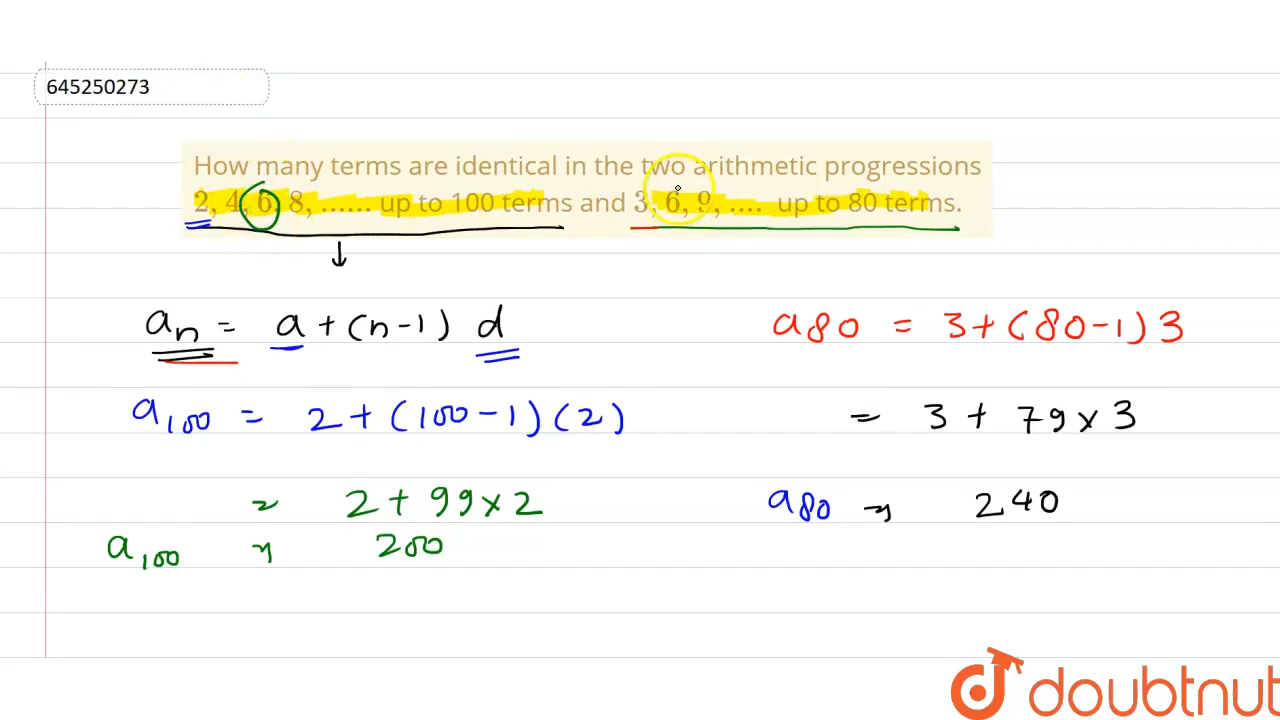 645250273
How many terms are identical in the two arithmetic progressions
2, 4, 6, 8, ...... up to 100 terms and 3, 6, 9, .... up to 80 terms.
an = a + (n-1) d
a80 = 3 + (80-1) 3
a100 = 2 + (100-1) (2)
= 3 + 79 × 3
= 2 + 99 × 2
a80 = 240
a100 = 200
doubtnut